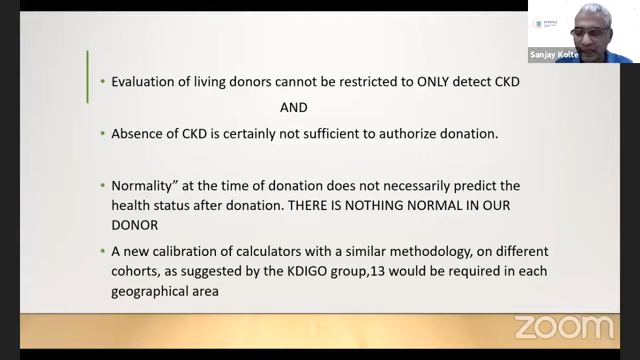 • Evaluation of living donors cannot be restricted to ONLY detect CKD
AND
• Absence of CKD is certainly not sufficient to authorize donation.
• Normality” at the time of donation does not necessarily predict the
health status after donation. THERE IS NOTHING NORMAL IN OUR
DONOR
• A new calibration of calculators with a similar methodology, on different
cohorts, as suggested by the KDIGO group,13 would be required in each
geographical area
Sanjay Kolte
zoom